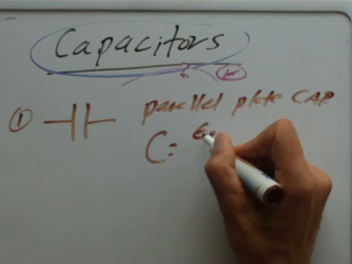 Capacitors
① parallel plate CAP.
C = ε